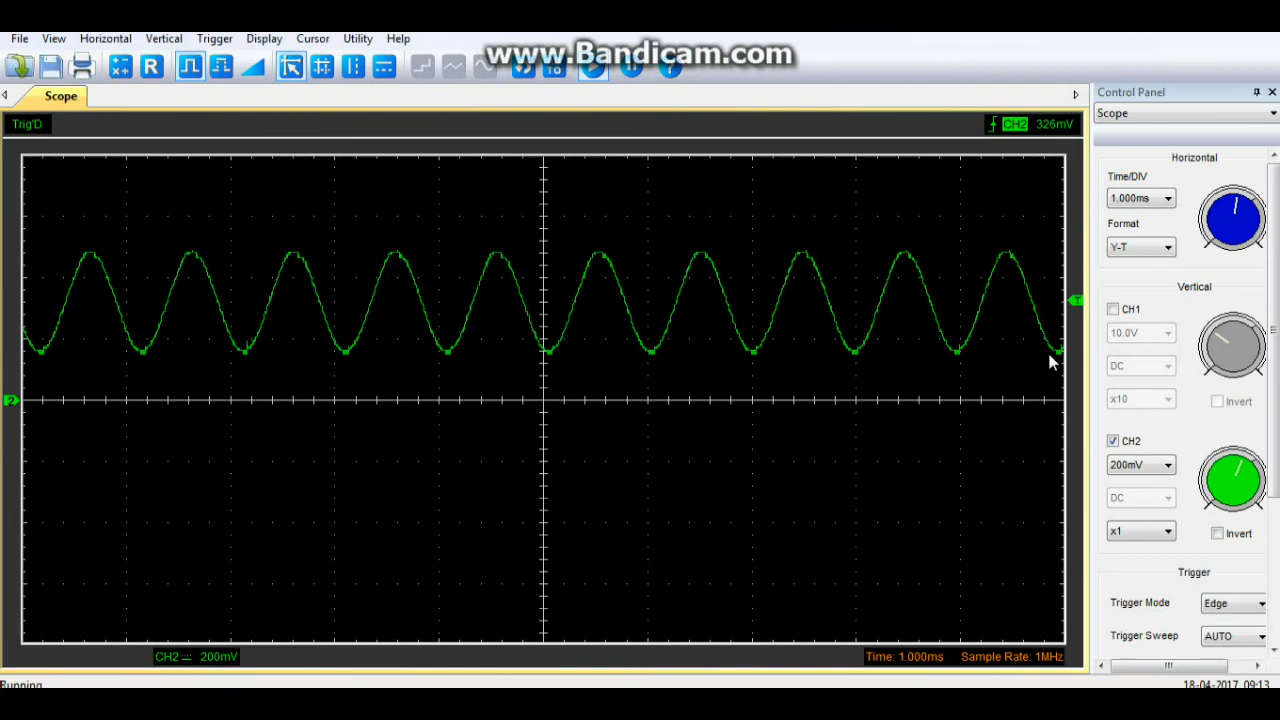 www.Bandicam.com
File View Horizontal Vertical Trigger Display Cursor Utility Help
R
Scope
Control Panel
Scope
Trig'D
CH2 326mV
Horizontal
Time/DIV
1.000ms
Format
Y-T
Vertical
CH1
10.0V
DC
x10
Invert
2
T
CH2
200mV
DC
x1
Invert
Trigger
Trigger Mode Edge
Trigger Sweep AUTO
CH2 200mV
Time: 1.000ms Sample Rate: 1MHz
Running
18-04-2017 09:13